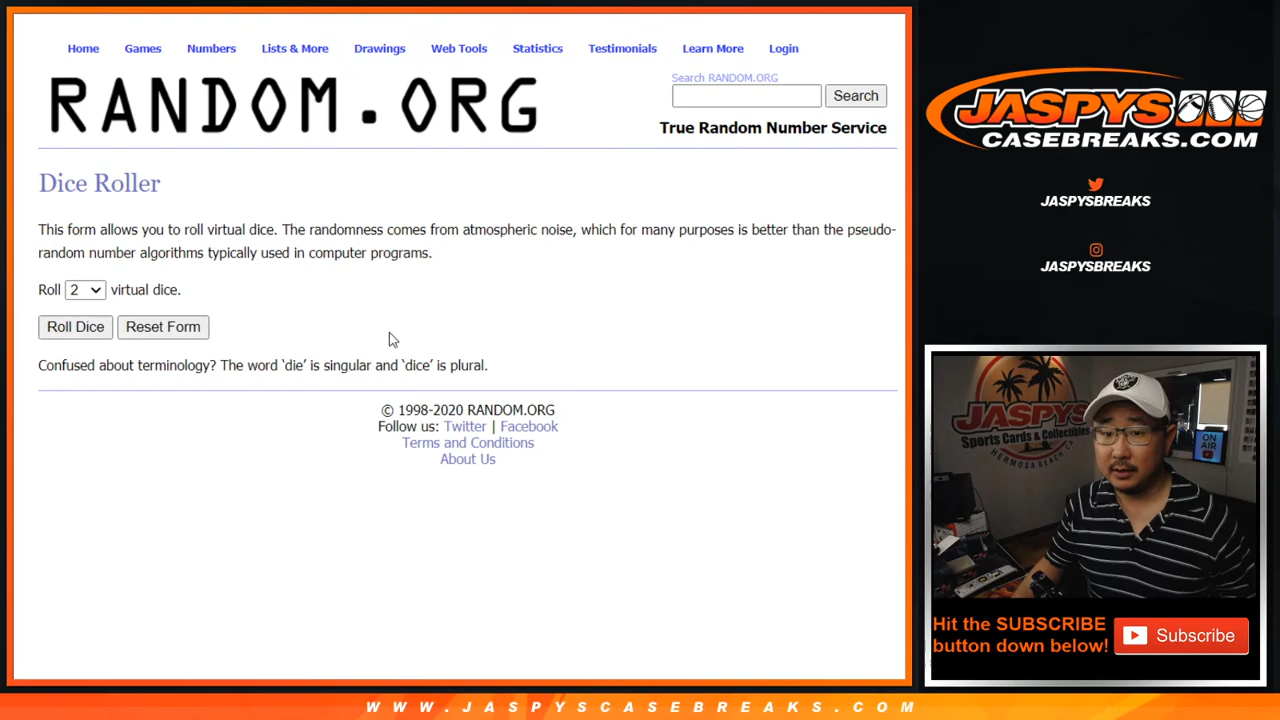 Home Games Numbers Lists & More Drawings Web Tools Statistics Testimonials Learn More Login
RANDOM.ORG
Search RANDOM.ORG
Search
True Random Number Service
Dice Roller
This form allows you to roll virtual dice. The randomness comes from atmospheric noise, which for many purposes is better than the pseudo-
random number algorithms typically used in computer programs.
Roll 2 virtual dice.
Roll Dice Reset Form
Confused about terminology? The word ‘die’ is singular and ‘dice’ is plural.
© 1998-2020 RANDOM.ORG
Follow us: Twitter | Facebook
Terms and Conditions
About Us
JASPYS
CASEBREAKS.COM
JASPYSBREAKS
JASPYSBREAKS
JASPYS
Sports Cards & Collectibles
HERMOSA BEACH, CA
ON
AIR
Hit the SUBSCRIBE
button down below!
Subscribe
WWW.JASPYSCASEBREAKS.COM